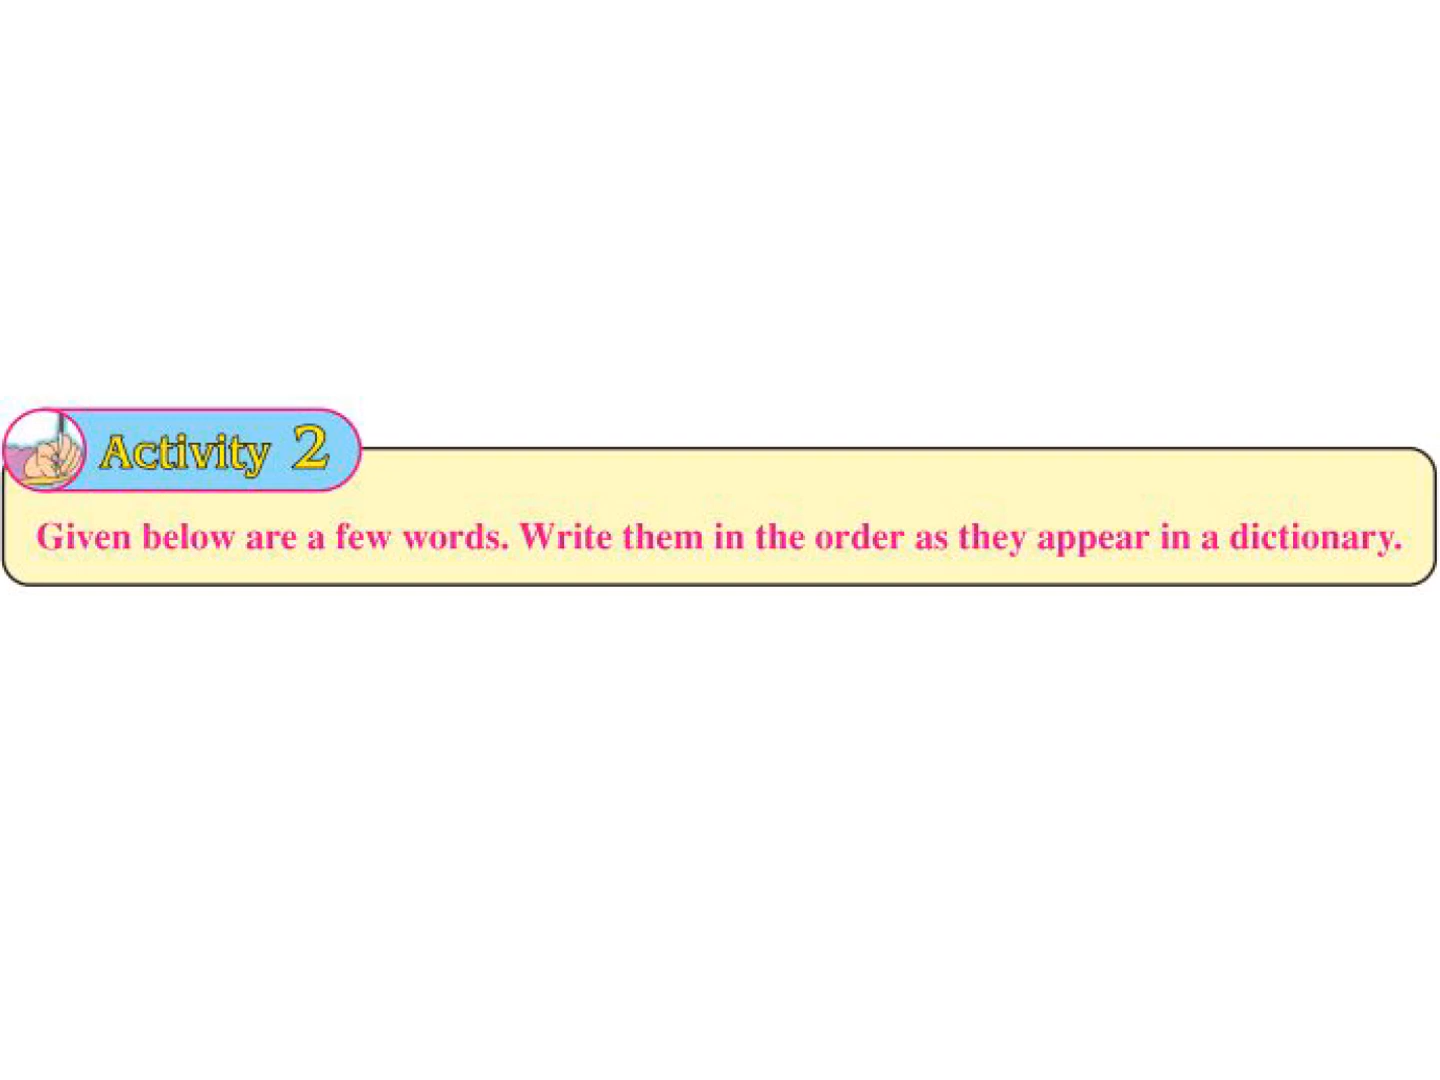 Activity 2
Given below are a few words. Write them in the order as they appear in a dictionary.